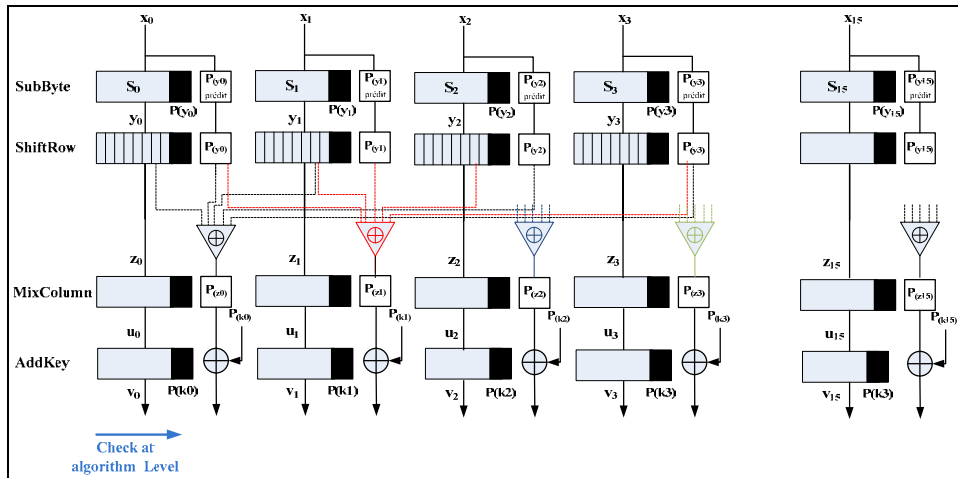 x0 x1 x2 x3 x15
SubByte S0 P(y0) prédit S1 P(y1) prédit S2 P(y2) prédit S3 P(y3) prédit S15 P(y15) prédit
P(y0) P(y1) P(y2) P(y3) P(y15)
y0 y1 y2 y3
ShiftRow P(y0) P(y1) P(y2) P(y3) P(y15)
z0 z1 z2 z3 z15
MixColumn P(z0) P(z1) P(z2) P(z3) P(z15)
P(k0) P(k1) P(k2) P(k3) P(k15)
u0 u1 u2 u3 u15
AddKey
v0 P(k0) v1 P(k1) v2 P(k2) v3 P(k3) v15 P(k3)
Check at
algorithm Level